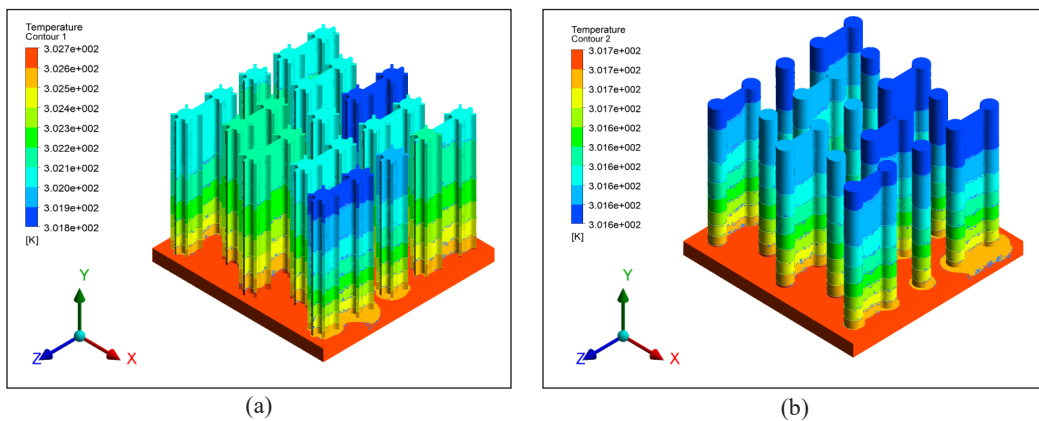 Temperature
Contour 1
3.027e+002
3.026e+002
3.025e+002
3.024e+002
3.023e+002
3.022e+002
3.021e+002
3.020e+002
3.019e+002
3.018e+002
[K]
Y
Z
X
(a)
Temperature
Contour 2
3.017e+002
3.017e+002
3.017e+002
3.017e+002
3.016e+002
3.016e+002
3.016e+002
3.016e+002
3.016e+002
3.016e+002
[K]
Y
Z
X
(b)